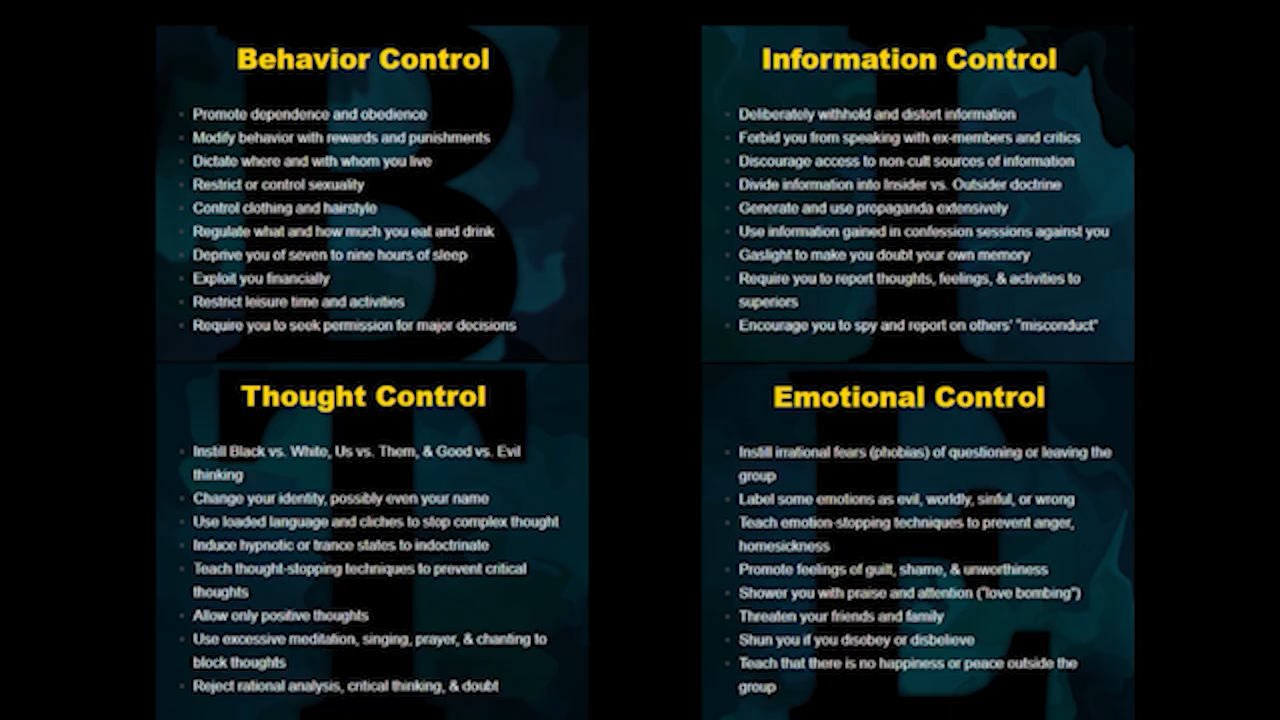 Behavior Control
Promote dependence and obedience
Modify behavior with rewards and punishments
Dictate where and with whom you live
Restrict or control sexuality
Control clothing and hairstyle
Regulate what and how much you eat and drink
Deprive you of seven to nine hours of sleep
Exploit you financially
Restrict leisure time and activities
Require you to seek permission for major decisions
Information Control
Deliberately withhold and distort information
Forbid you from speaking with ex-members and critics
Discourage access to non-cult sources of information
Divide information into Insider vs. Outsider doctrine
Generate and use propaganda extensively
Use information gained in confession sessions against you
Gaslight to make you doubt your own memory
Require you to report thoughts, feelings, & activities to
superiors
Encourage you to spy and report on others' "misconduct"
Thought Control
Instill Black vs. White, Us vs. Them, & Good vs. Evil
thinking
Change your identity, possibly even your name
Use loaded language and cliches to stop complex thought
Induce hypnotic or trance states to indoctrinate
Teach thought-stopping techniques to prevent critical
thoughts
Allow only positive thoughts
Use excessive meditation, singing, prayer, & chanting to
block thoughts
Reject rational analysis, critical thinking, & doubt
Emotional Control
Instill irrational fears (phobias) of questioning or leaving the
group
Label some emotions as evil, worldly, sinful, or wrong
Teach emotion-stopping techniques to prevent anger,
homesickness
Promote feelings of guilt, shame, & unworthiness
Shower you with praise and attention ("love bombing")
Threaten your friends and family
Shun you if you disobey or disbelieve
Teach that there is no happiness or peace outside the
group
B
I
T
E